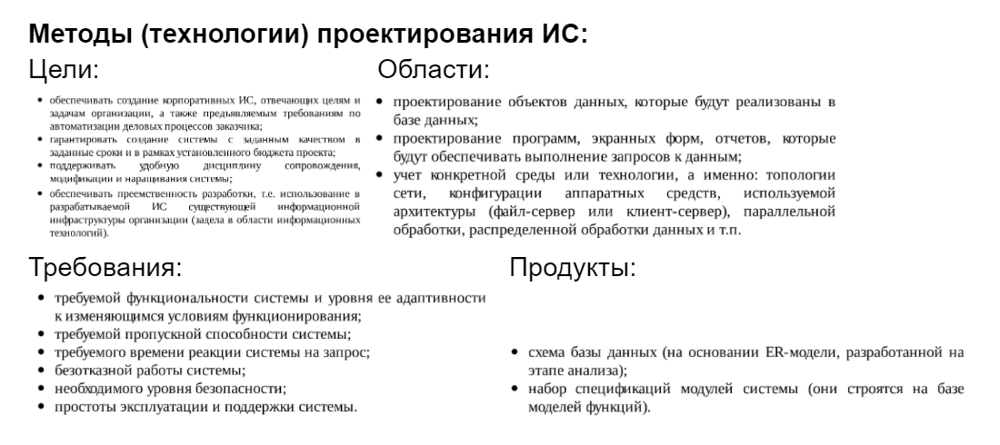 Методы (технологии) проектирования ИС:
Цели:
• обеспечивать создание корпоративных ИС, отвечающих целям и
задачам организации, а также предъявляемым требованиям по
автоматизации деловых процессов заказчика;
• гарантировать создание системы с заданным качеством в
заданные сроки и в рамках установленного бюджета проекта;
• поддерживать удобную дисциплину сопровождения,
модификации и наращивания системы;
• обеспечивать преемственность разработки, т.е. использование в
разрабатываемой ИС существующей информационной
инфраструктуры организации (задела в области информационных
технологий).
Области:
• проектирование объектов данных, которые будут реализованы в
базе данных;
• проектирование программ, экранных форм, отчетов, которые
будут обеспечивать выполнение запросов к данным;
• учет конкретной среды или технологии, а именно: топологии
сети, конфигурации аппаратных средств, используемой
архитектуры (файл-сервер или клиент-сервер), параллельной
обработки, распределенной обработки данных и т.п.
Требования:
• требуемой функциональности системы и уровня ее адаптивности
к изменяющимся условиям функционирования;
• требуемой пропускной способности системы;
• требуемого времени реакции системы на запрос;
• безотказной работы системы;
• необходимого уровня безопасности;
• простоты эксплуатации и поддержки системы.
Продукты:
• схема базы данных (на основании ER-модели, разработанной на
этапе анализа);
• набор спецификаций модулей системы (они строятся на базе
моделей функций).